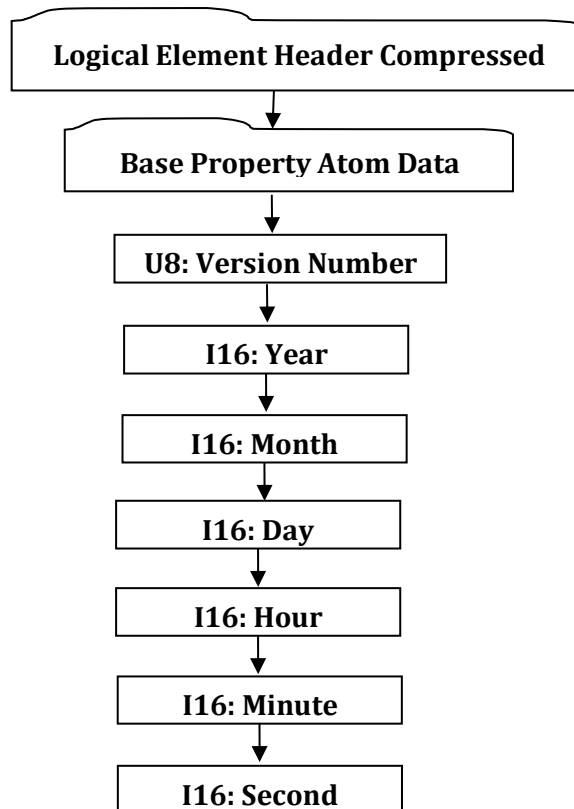 Logical Element Header Compressed
Base Property Atom Data
U8: Version Number
I16: Year
I16: Month
I16: Day
I16: Hour
I16: Minute
I16: Second